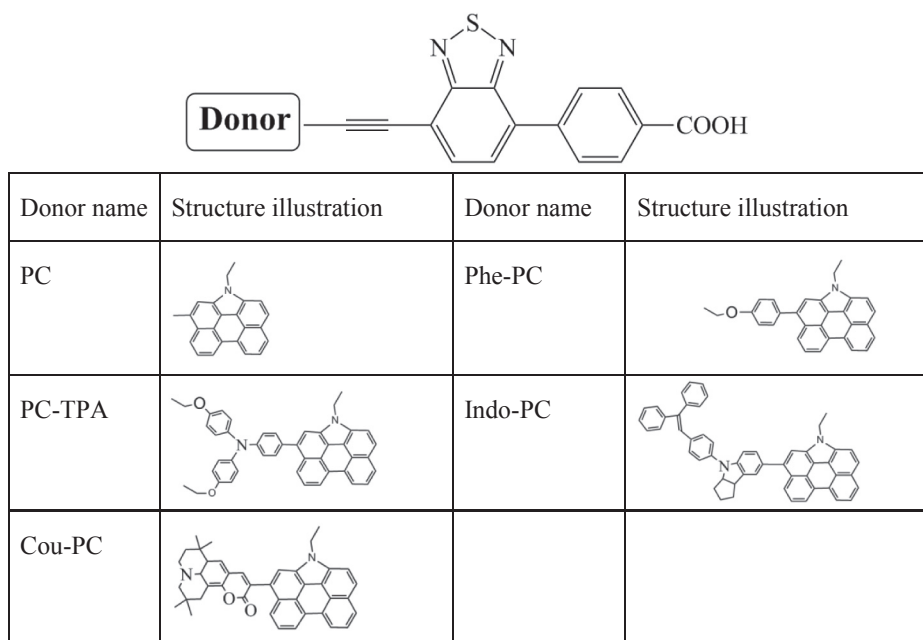 S
N N
Donor
COOH
Donor name Structure illustration Donor name Structure illustration
PC
N
Phe-PC
N
O
PC-TPA
O
N
N
O
Indo-PC
N
N
Cou-PC
N
N
O O